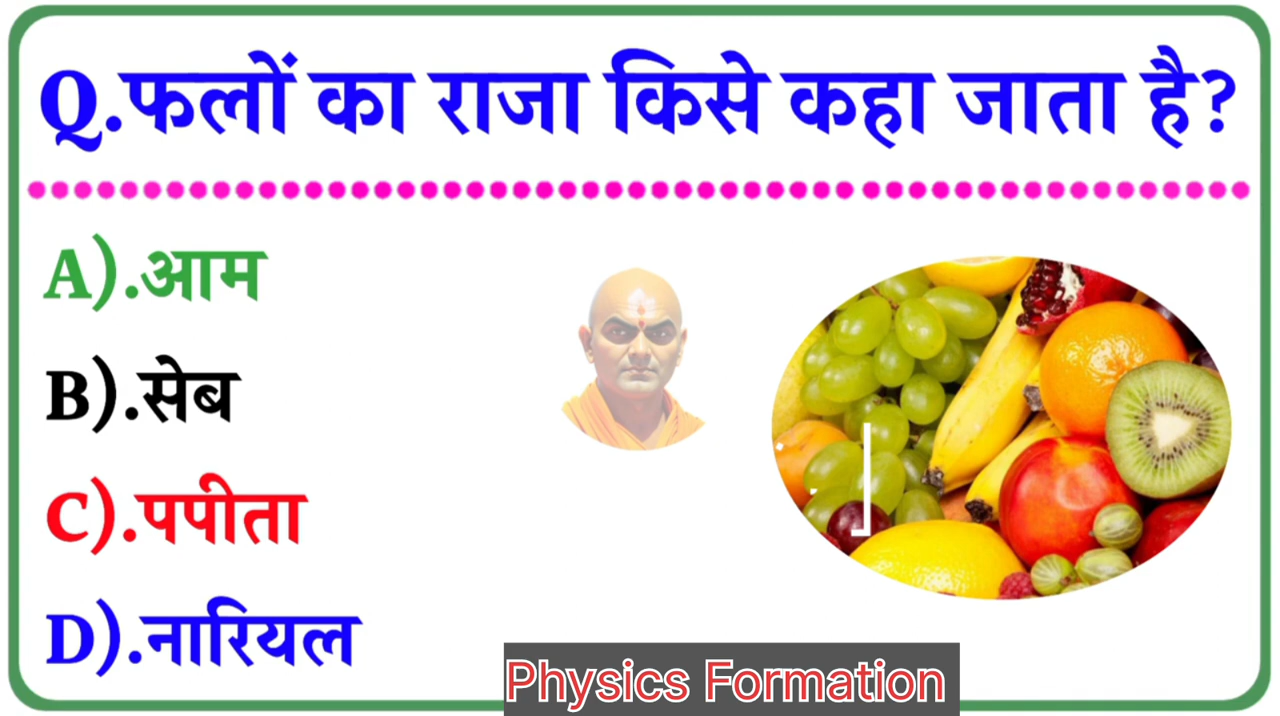 Q.फलों का राजा किसे कहा जाता है?
A).आम
B).सेब
C).पपीता
D).नारियल
Physics Formation